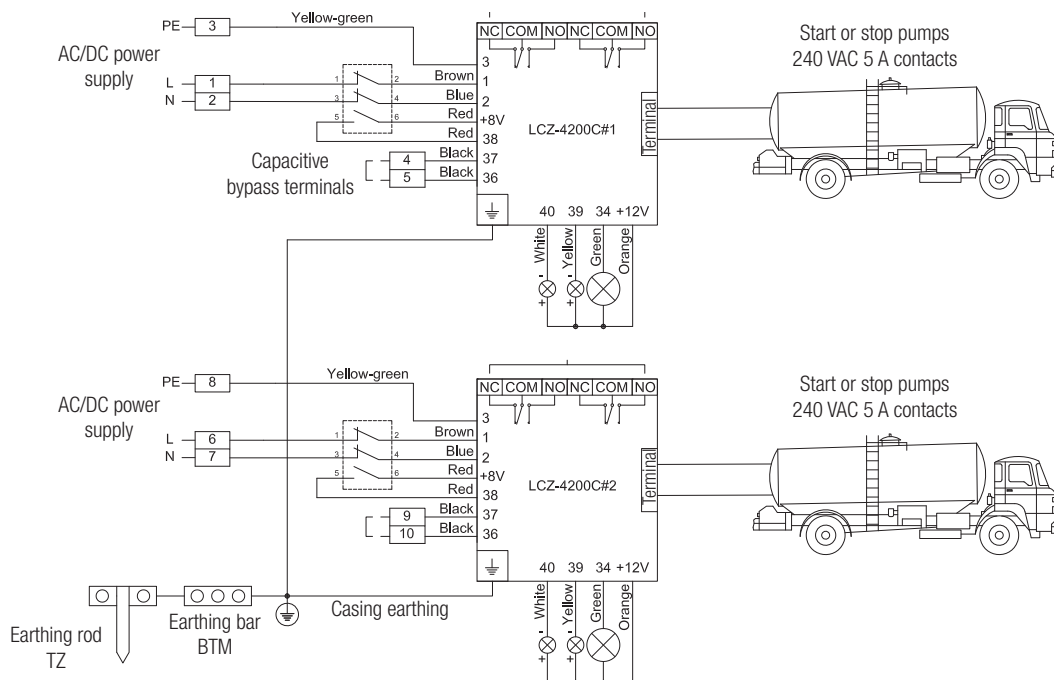 Yellow-green
PE 3
AC/DC power
supply
L 1
N 2
1 2
3 4
5 6
NC COM NO NC COM NO
3
Brown 1
Blue 2
Red +8V
Red 38
Black 37
Black 36
4
5
Capacitive
bypass terminals
LCZ-4200C#1
Terminal
Start or stop pumps
240 VAC 5 A contacts
40 39 34 +12V
White Yellow Green Orange
- -
+ +
Yellow-green
PE 8
AC/DC power
supply
L 6
N 7
1 2
3 4
5 6
NC COM NO NC COM NO
3
Brown 1
Blue 2
Red +8V
Red 38
Black 37
Black 36
9
10
LCZ-4200C#2
Terminal
Start or stop pumps
240 VAC 5 A contacts
40 39 34 +12V
White Yellow Green Orange
- -
+ +
Casing earthing
Earthing rod
TZ
Earthing bar
BTM